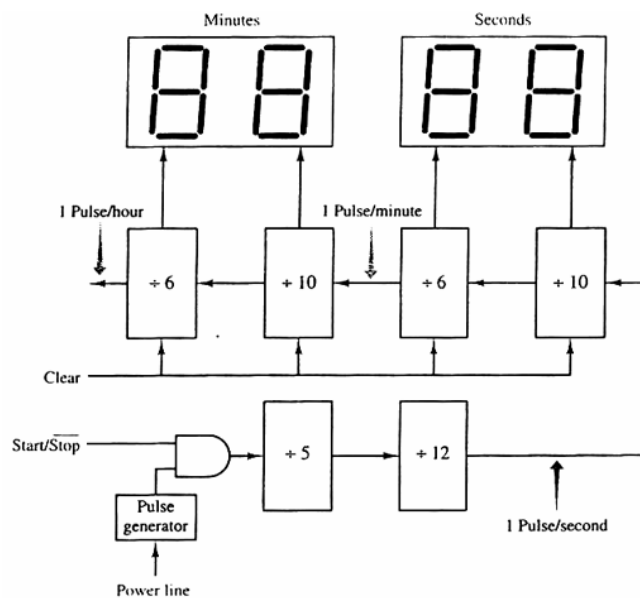 Minutes
Seconds
1 Pulse/hour
1 Pulse/minute
÷ 6
÷ 10
÷ 6
÷ 10
Clear
Start/Stop
÷ 5
÷ 12
Pulse
generator
1 Pulse/second
Power line